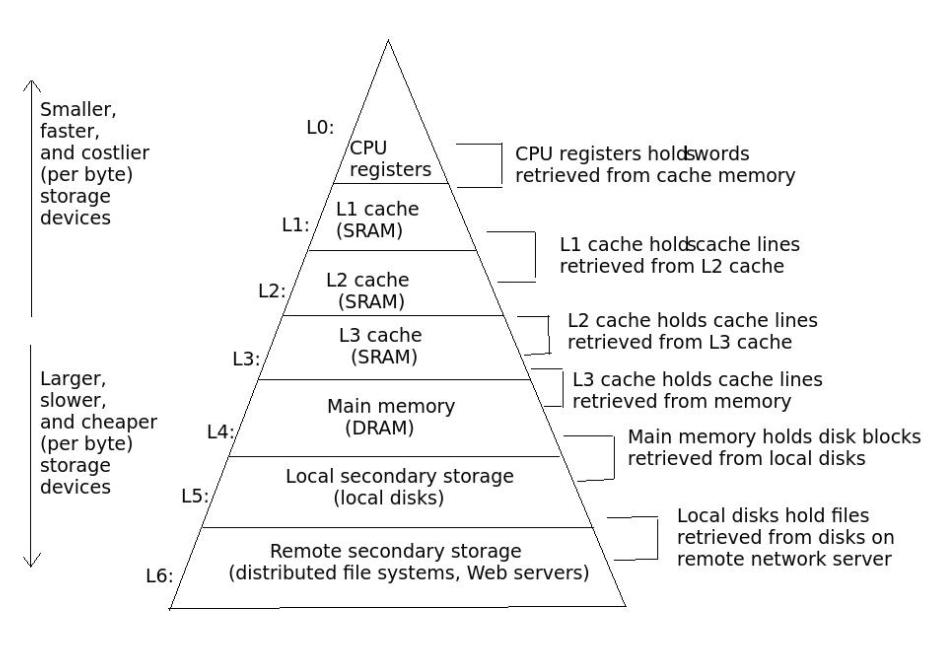 Smaller,
faster,
and costlier
(per byte)
storage
devices
Larger,
slower,
and cheaper
(per byte)
storage
devices
L0:
CPU
registers
CPU registers holdswords
retrieved from cache memory
L1:
L1 cache
(SRAM)
L1 cache holdscache lines
retrieved from L2 cache
L2:
L2 cache
(SRAM)
L2 cache holds cache lines
retrieved from L3 cache
L3:
L3 cache
(SRAM)
L3 cache holds cache lines
retrieved from memory
L4:
Main memory
(DRAM)
Main memory holds disk blocks
retrieved from local disks
L5:
Local secondary storage
(local disks)
Local disks hold files
retrieved from disks on
remote network server
L6:
Remote secondary storage
(distributed file systems, Web servers)